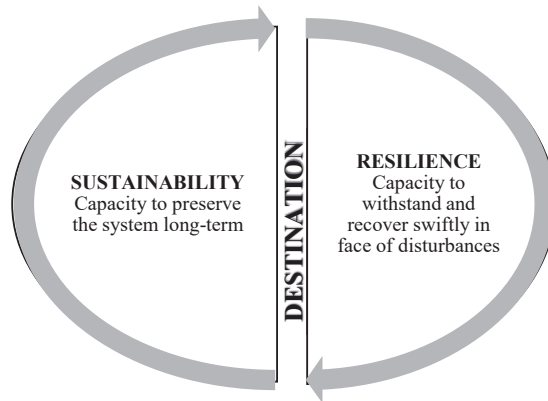 SUSTAINABILITY
Capacity to preserve
the system long-term
DESTINATION
RESILIENCE
Capacity to
withstand and
recover swiftly in
face of disturbances